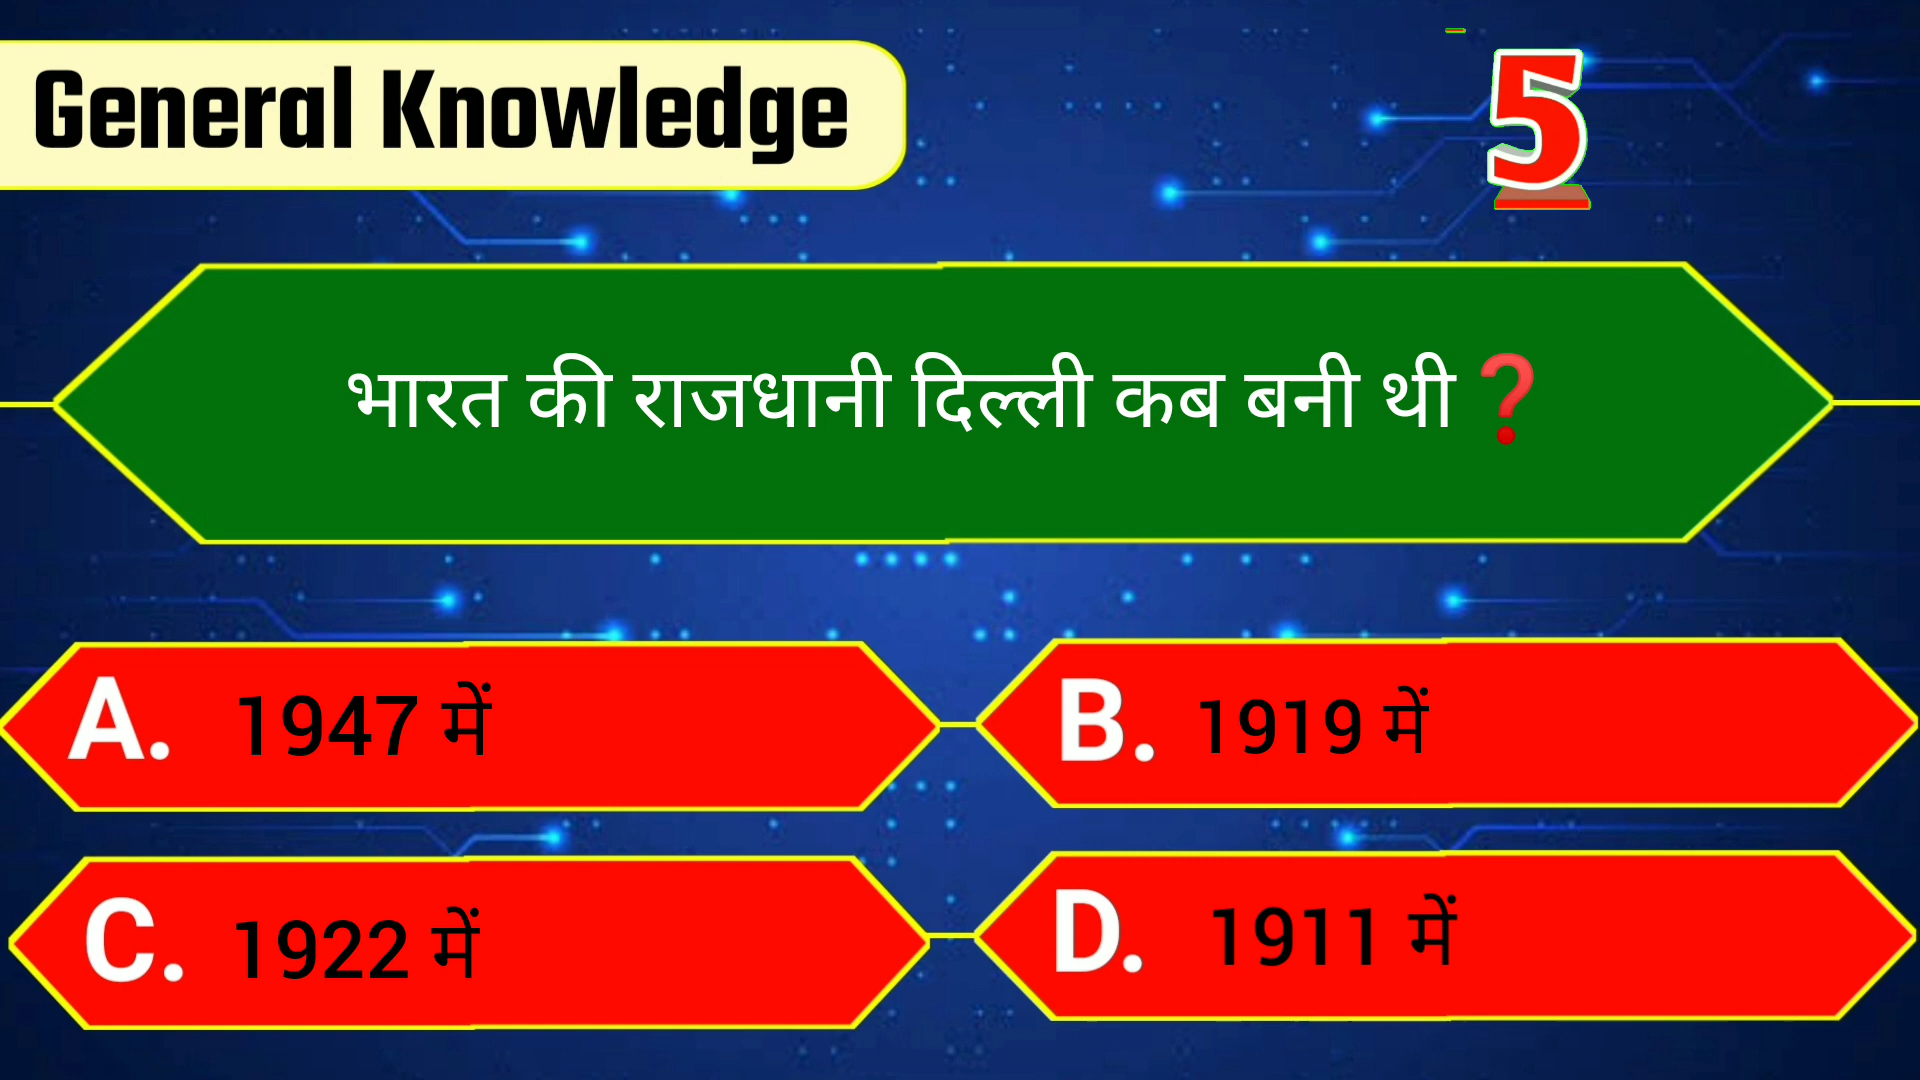 General Knowledge
5
भारत की राजधानी दिल्ली कब बनी थी❓
A. 1947 में
B. 1919 में
C. 1922 में
D. 1911 में